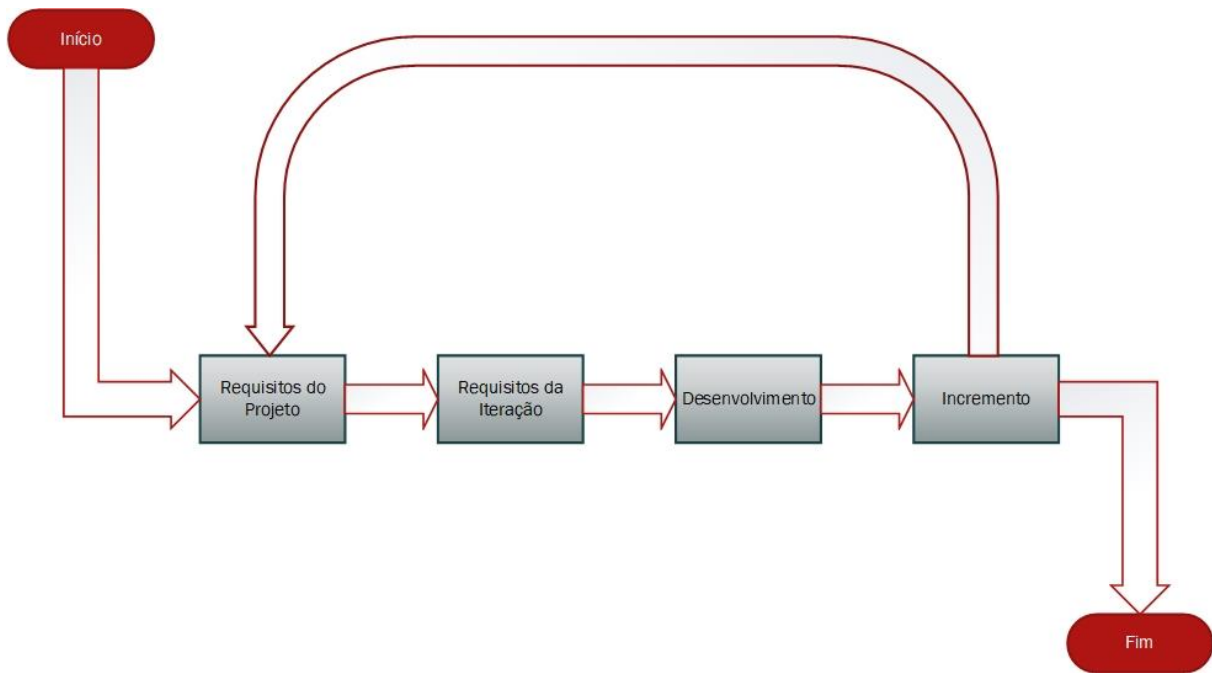 Início
Requisitos do
Projeto
Requisitos da
Iteração
Desenvolvimento
Incremento
Fim